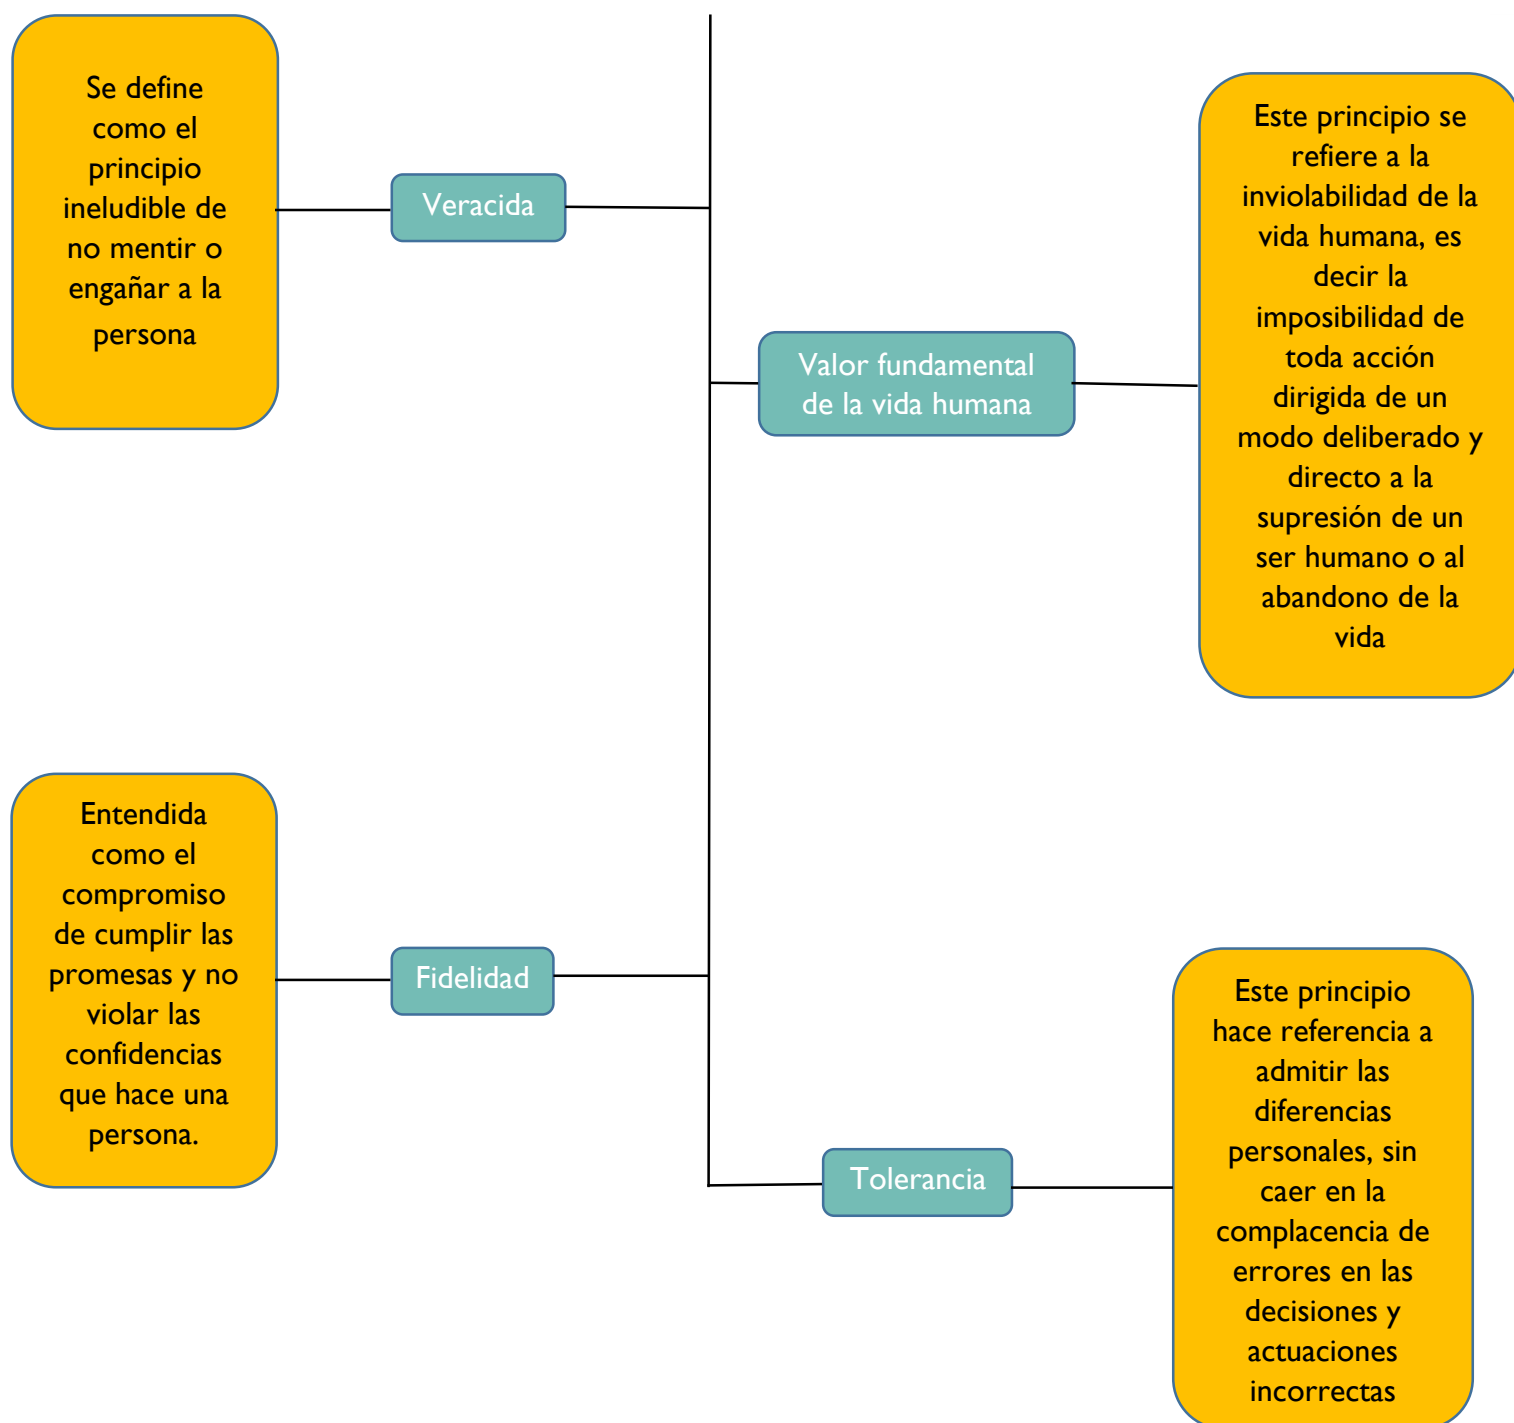 Se define
como el
principio
ineludible de
no mentir o
engañar a la
persona
Veracida
Este principio se
refiere a la
inviolabilidad de la
vida humana, es
decir la
imposibilidad de
toda acción
dirigida de un
modo deliberado y
directo a la
supresión de un
ser humano o al
abandono de la
vida
Valor fundamental
de la vida humana
Entendida
como el
compromiso
de cumplir las
promesas y no
violar las
confidencias
que hace una
persona.
Fidelidad
Este principio
hace referencia a
admitir las
diferencias
personales, sin
caer en la
complacencia de
errores en las
decisiones y
actuaciones
incorrectas
Tolerancia